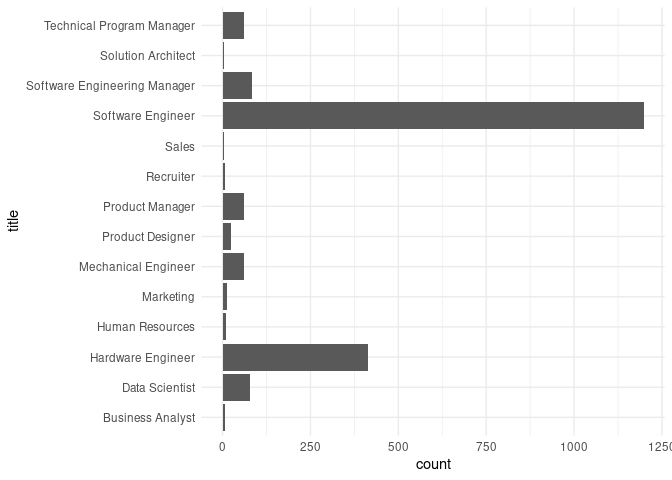 Technical Program Manager
Solution Architect
Software Engineering Manager
Software Engineer
Sales
Recruiter
Product Manager
Product Designer
Mechanical Engineer
Marketing
Human Resources
Hardware Engineer
Data Scientist
Business Analyst
title
0 250 500 750 1000 1250
count